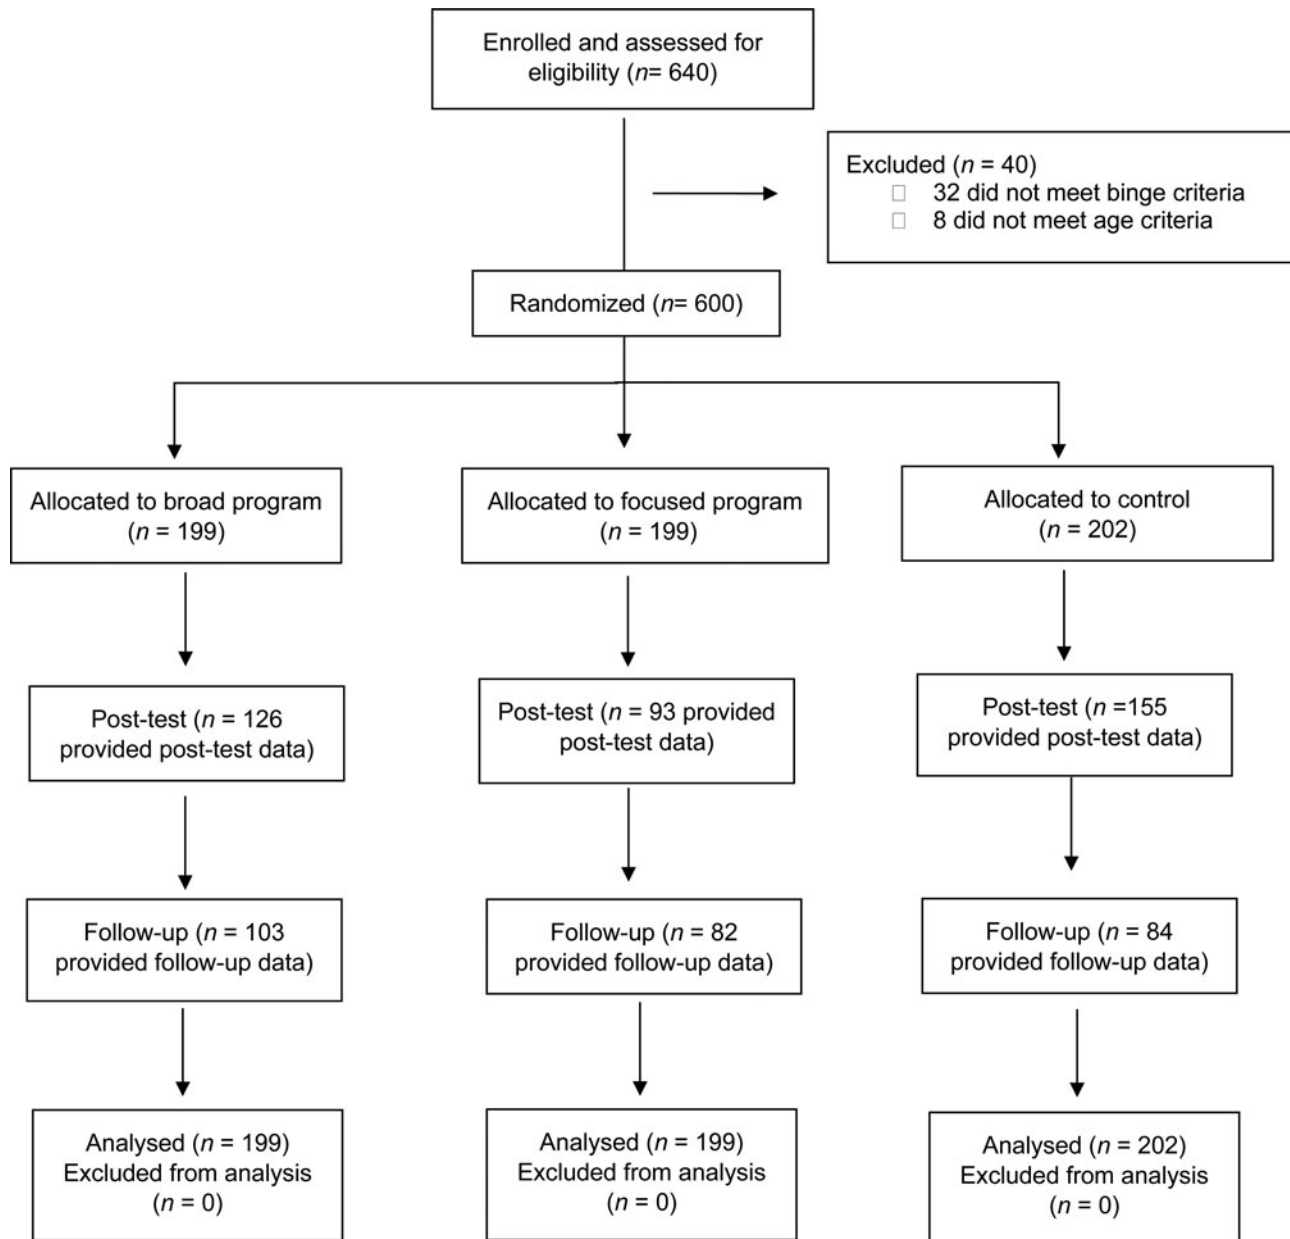 Enrolled and assessed for
eligibility (n= 640)
Excluded (n = 40)
32 did not meet binge criteria
8 did not meet age criteria
Randomized (n= 600)
Allocated to broad program
(n = 199)
Allocated to focused program
(n = 199)
Allocated to control
(n = 202)
Post-test (n = 126
provided post-test data)
Post-test (n = 93 provided
post-test data)
Post-test (n =155
provided post-test data)
Follow-up (n = 103
provided follow-up data)
Follow-up (n = 82
provided follow-up data)
Follow-up (n = 84
provided follow-up data)
Analysed (n = 199)
Excluded from analysis
(n = 0)
Analysed (n = 199)
Excluded from analysis
(n = 0)
Analysed (n = 202)
Excluded from analysis
(n = 0)